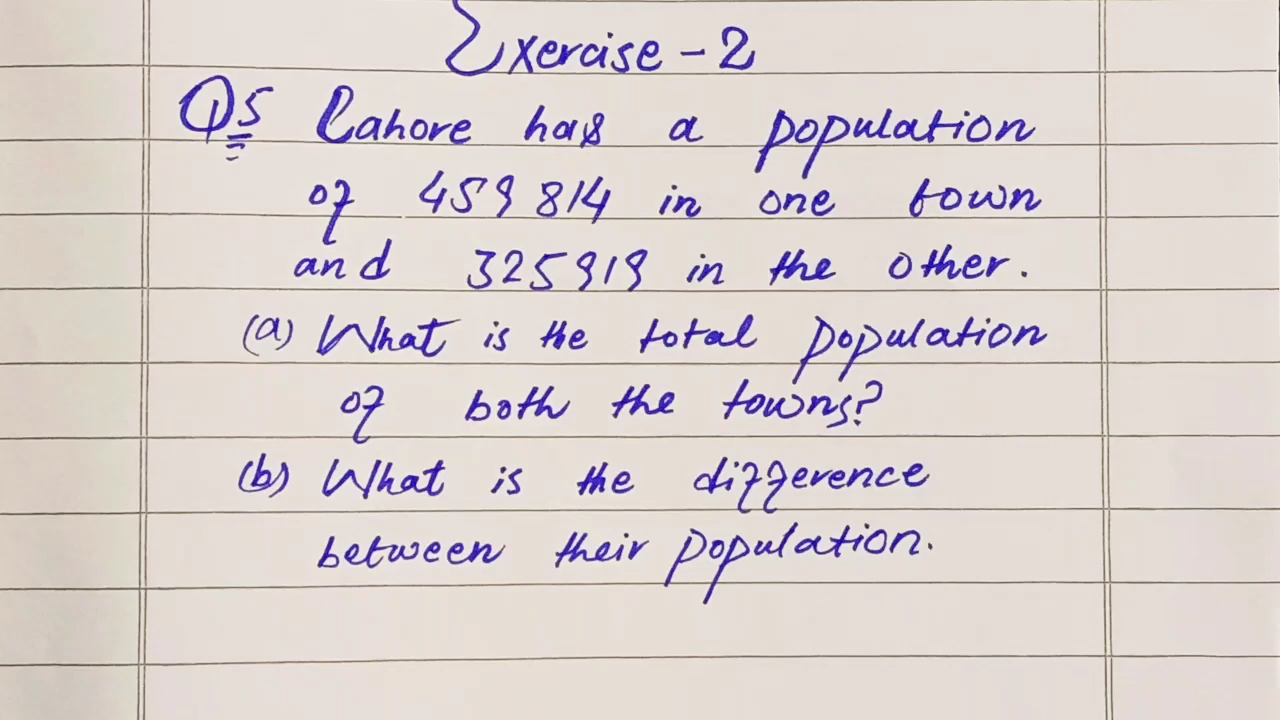 Exercise - 2
Q5 Lahore has a population
of 459814 in one town
and 325919 in the other.
(a) What is the total population
of both the towns?
(b) What is the difference
between their population.